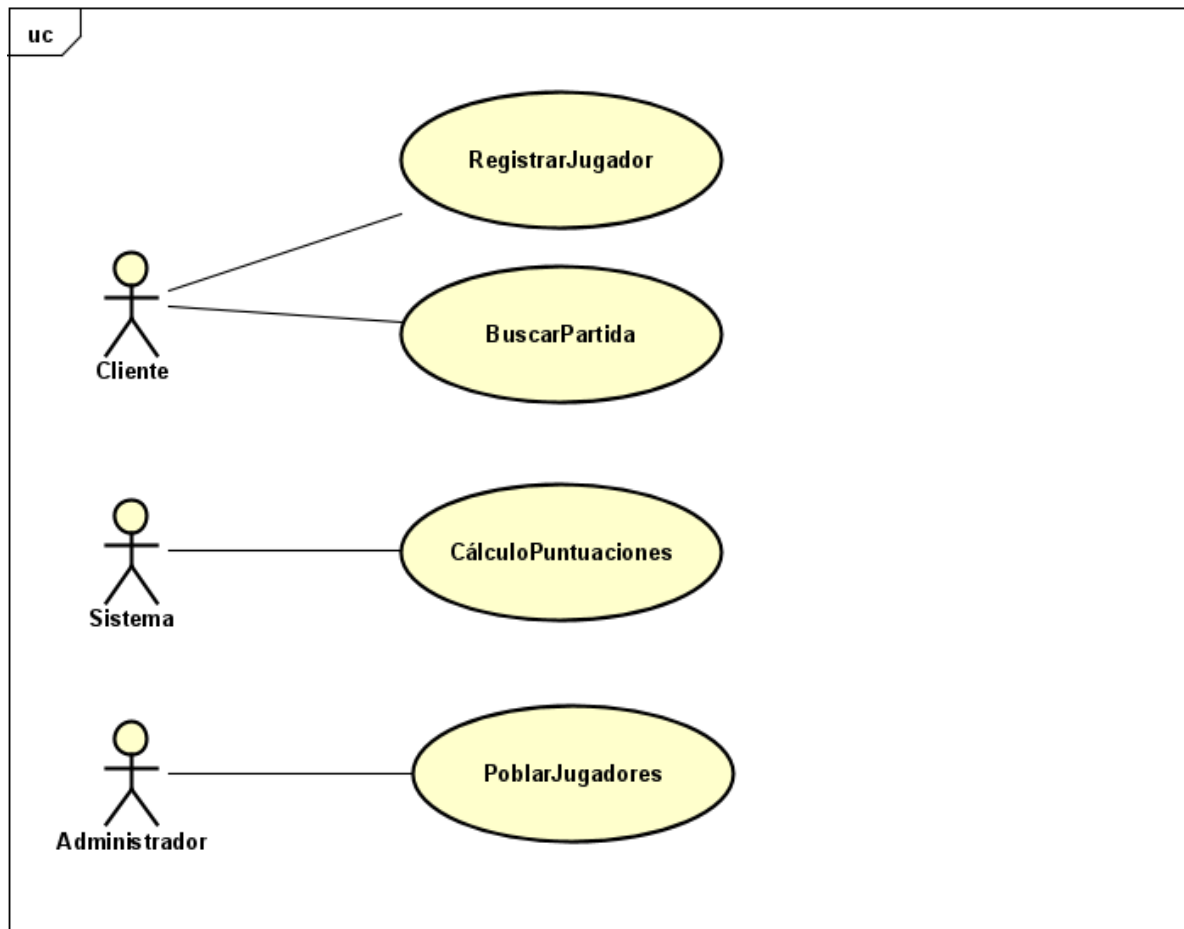 uc
RegistrarJugador
BuscarPartida
Cliente
CálculoPuntuaciones
Sistema
PoblarJugadores
Administrador